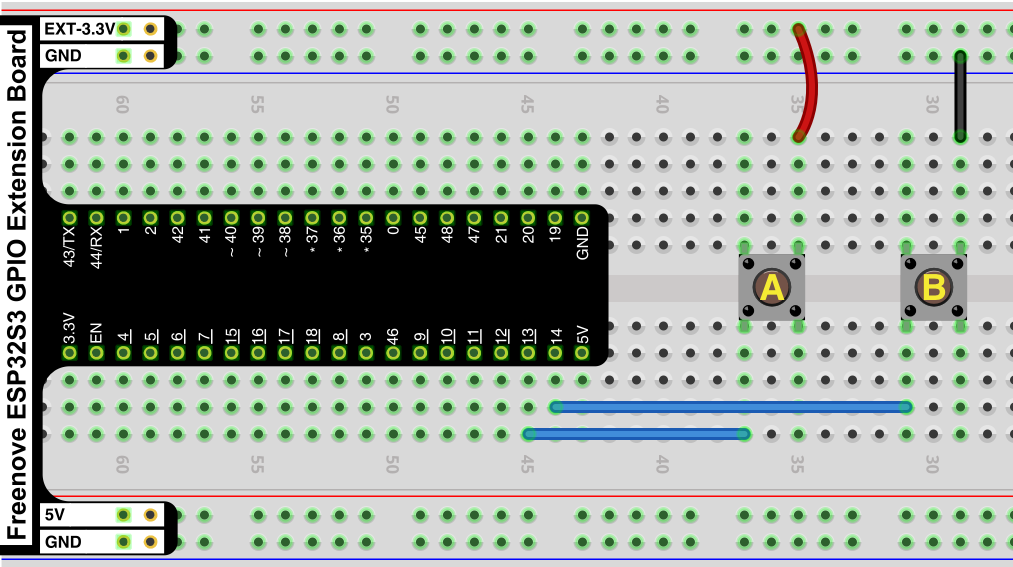 Freenove ESP32S3 GPIO Extension Board
EXT-3.3V
GND
60 55 50 45 40 35 30
43/TX 44/RX 1 2 42 41 ~ 40 ~ 39 ~ 38 * 37 * 36 * 35 0 45 48 47 21 20 19 GND
A B
3.3V EN 4 5 6 7 15 16 17 18 8 3 46 9 10 11 12 13 14 5V
60 55 50 45 40 35 30
5V
GND